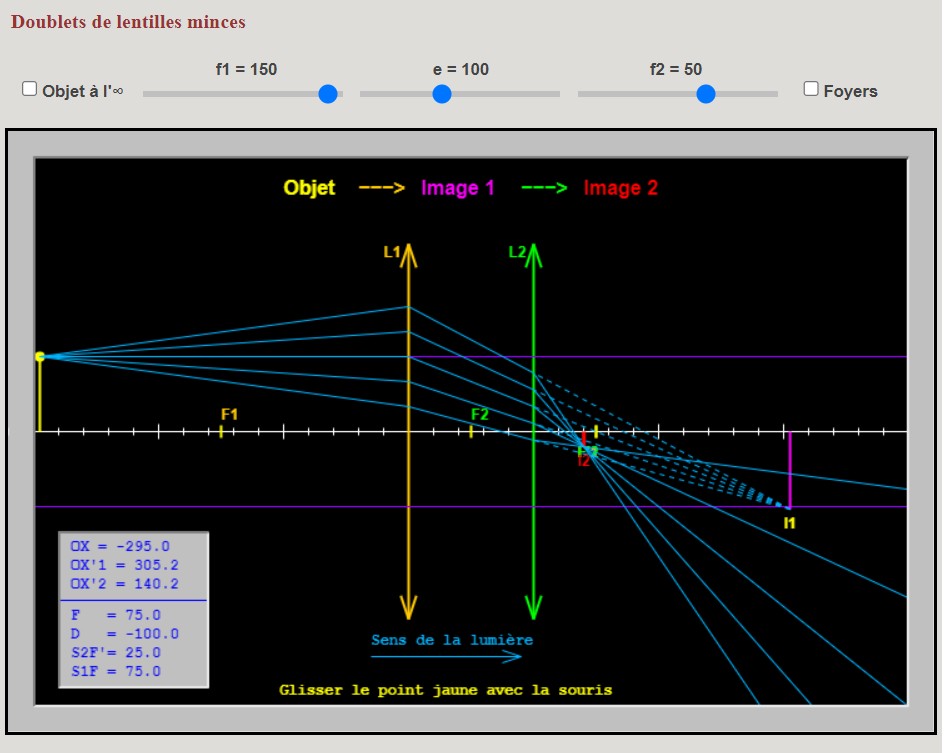 Doublets de lentilles minces
f1 = 150 e = 100 f2 = 50
Objet à l'∞ Foyers
Objet ---> Image 1 ---> Image 2
L1 L2
F1 F2
I2
I1
OX = -295.0
OX'1 = 305.2
OX'2 = 140.2
F = 75.0
D = -100.0
S2F'= 25.0
S1F = 75.0
Sens de la lumière
Glisser le point jaune avec la souris